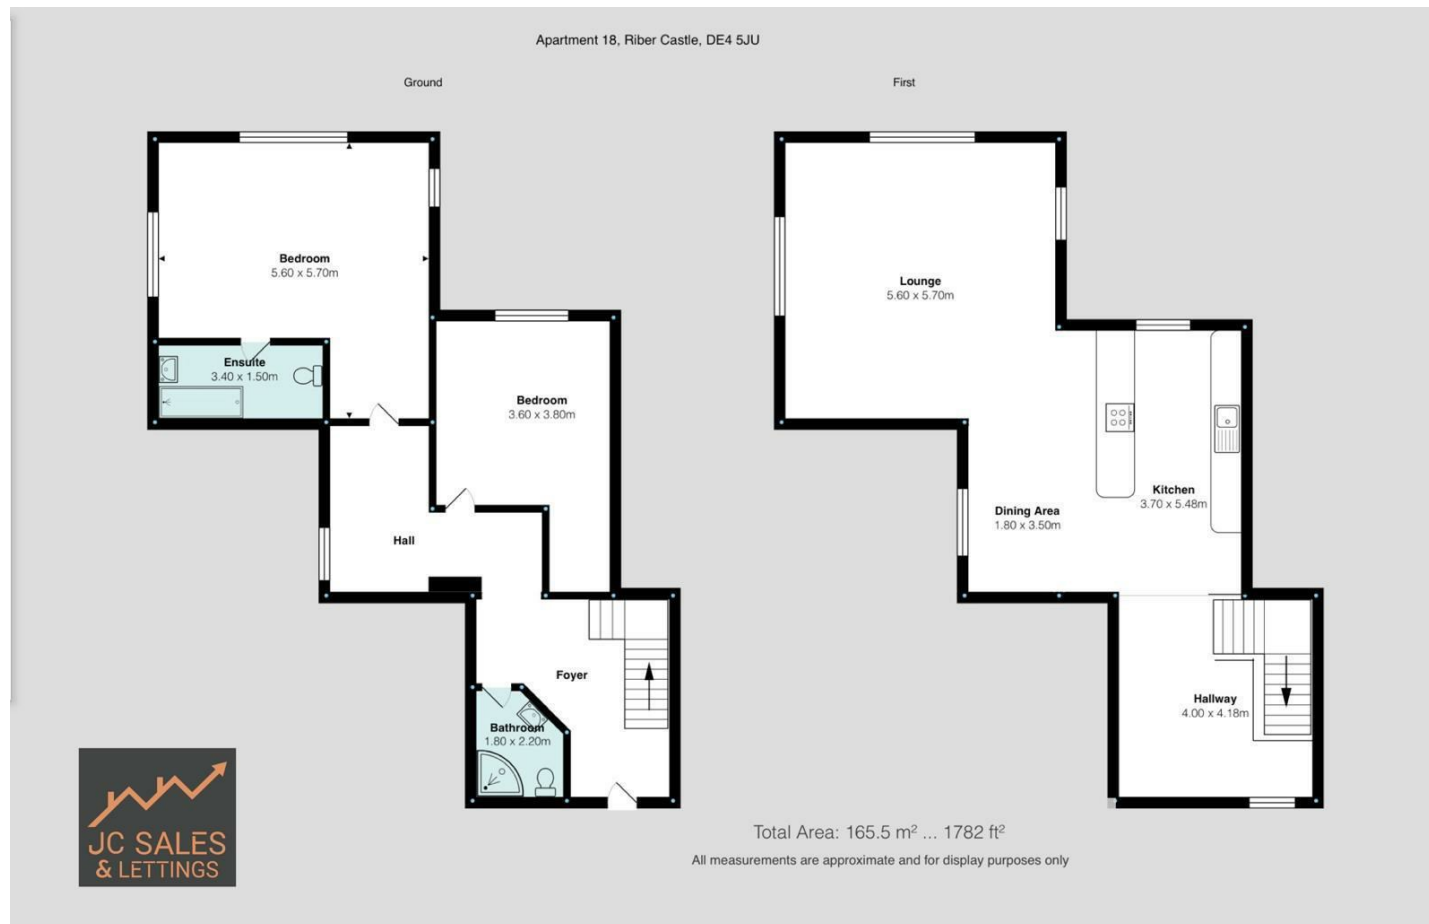 Apartment 18, Riber Castle, DE4 5JU
Ground
First
Bedroom
5.60 x 5.70m
Ensuite
3.40 x 1.50m
Bedroom
3.60 x 3.80m
Hall
Foyer
Bathroom
1.80 x 2.20m
Lounge
5.60 x 5.70m
Kitchen
3.70 x 5.48m
Dining Area
1.80 x 3.50m
Hallway
4.00 x 4.18m
JC SALES
& LETTINGS
Total Area: 165.5 m² ... 1782 ft²
All measurements are approximate and for display purposes only